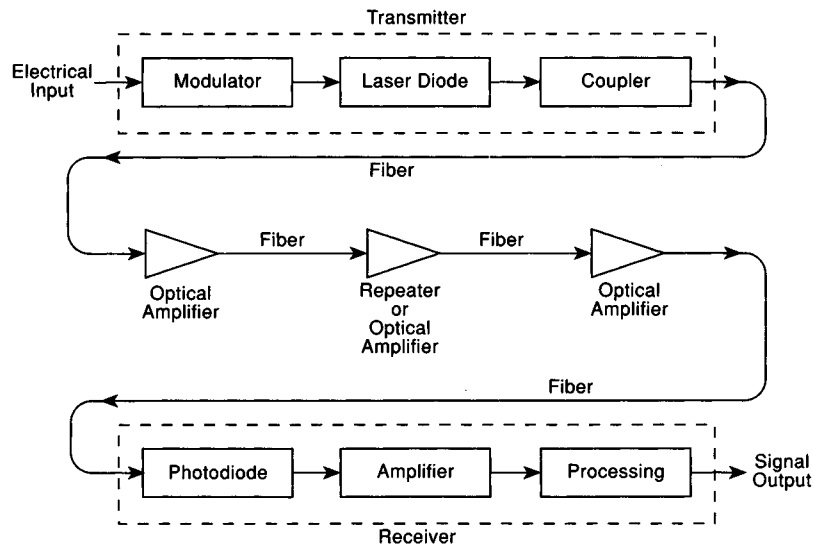 Transmitter
Electrical
Input
Modulator
Laser Diode
Coupler
Fiber
Fiber
Fiber
Optical
Amplifier
Repeater
or
Optical
Amplifier
Optical
Amplifier
Fiber
Photodiode
Amplifier
Processing
Signal
Output
Receiver